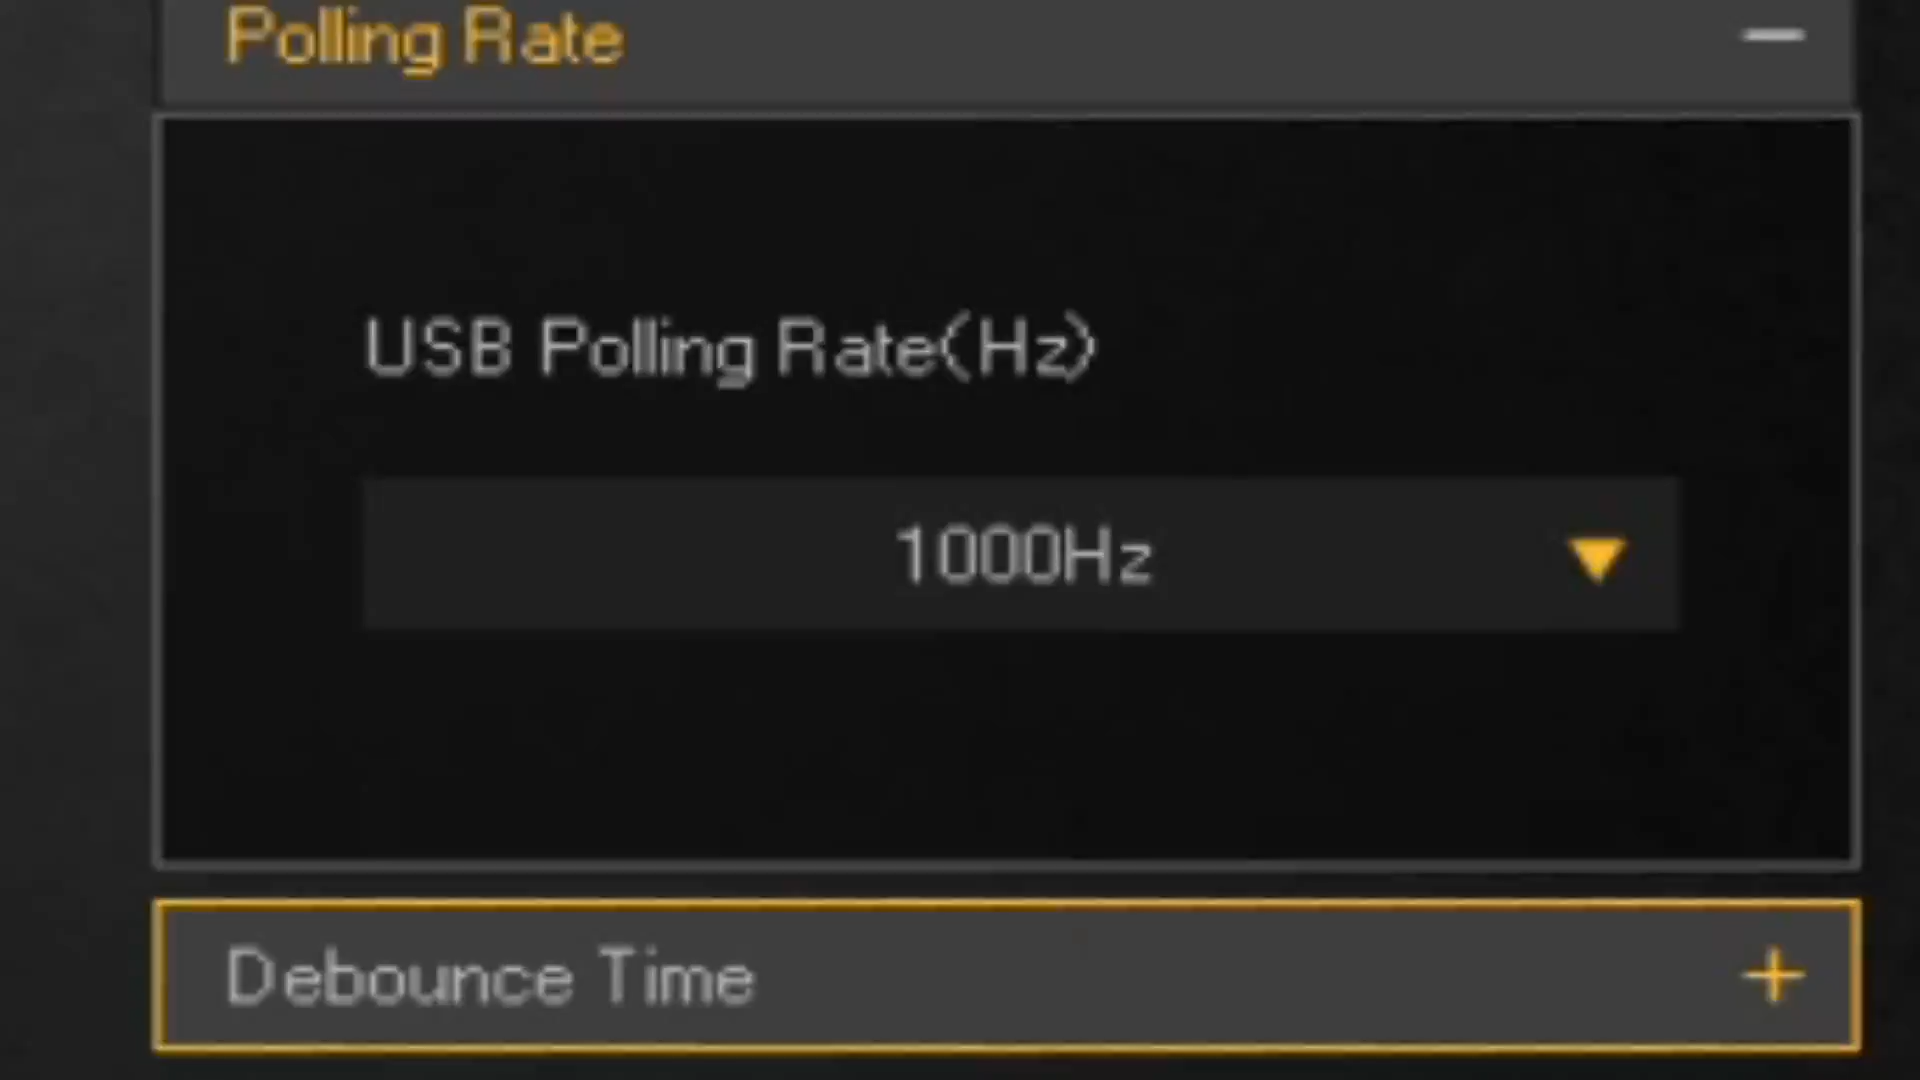 Polling Rate
USB Polling Rate(Hz)
1000Hz
Debounce Time